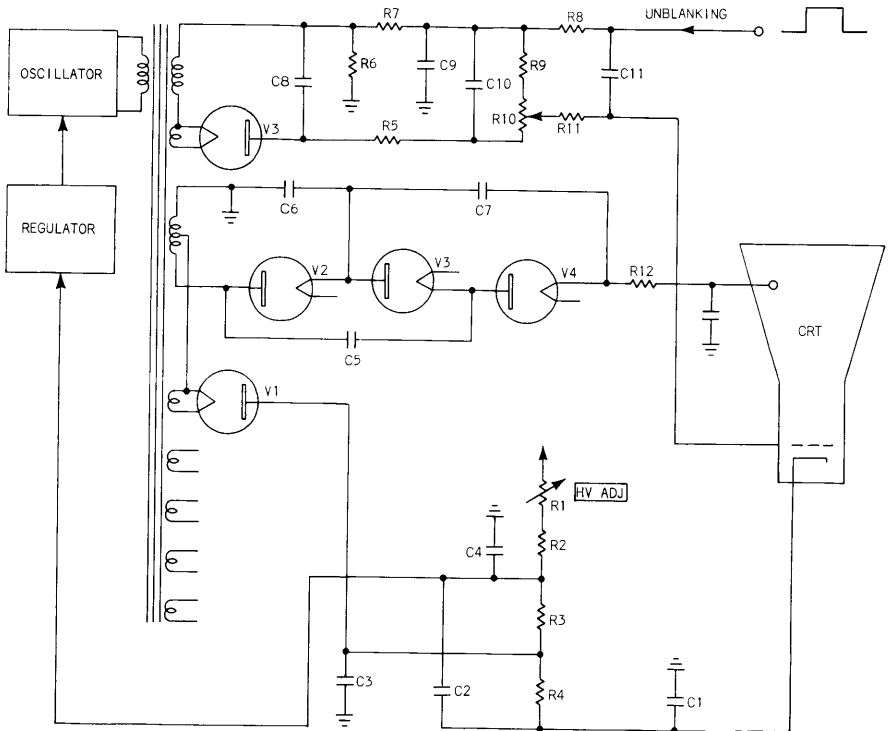 R7
R8
UNBLANKING
OSCILLATOR
C8
R6
C9
C10
R9
C11
V3
R5
R10
R11
REGULATOR
C6
C7
V2
V3
V4
R12
C5
CRT
V1
R1
HV ADJ
C4
R2
R3
C3
C2
R4
C1